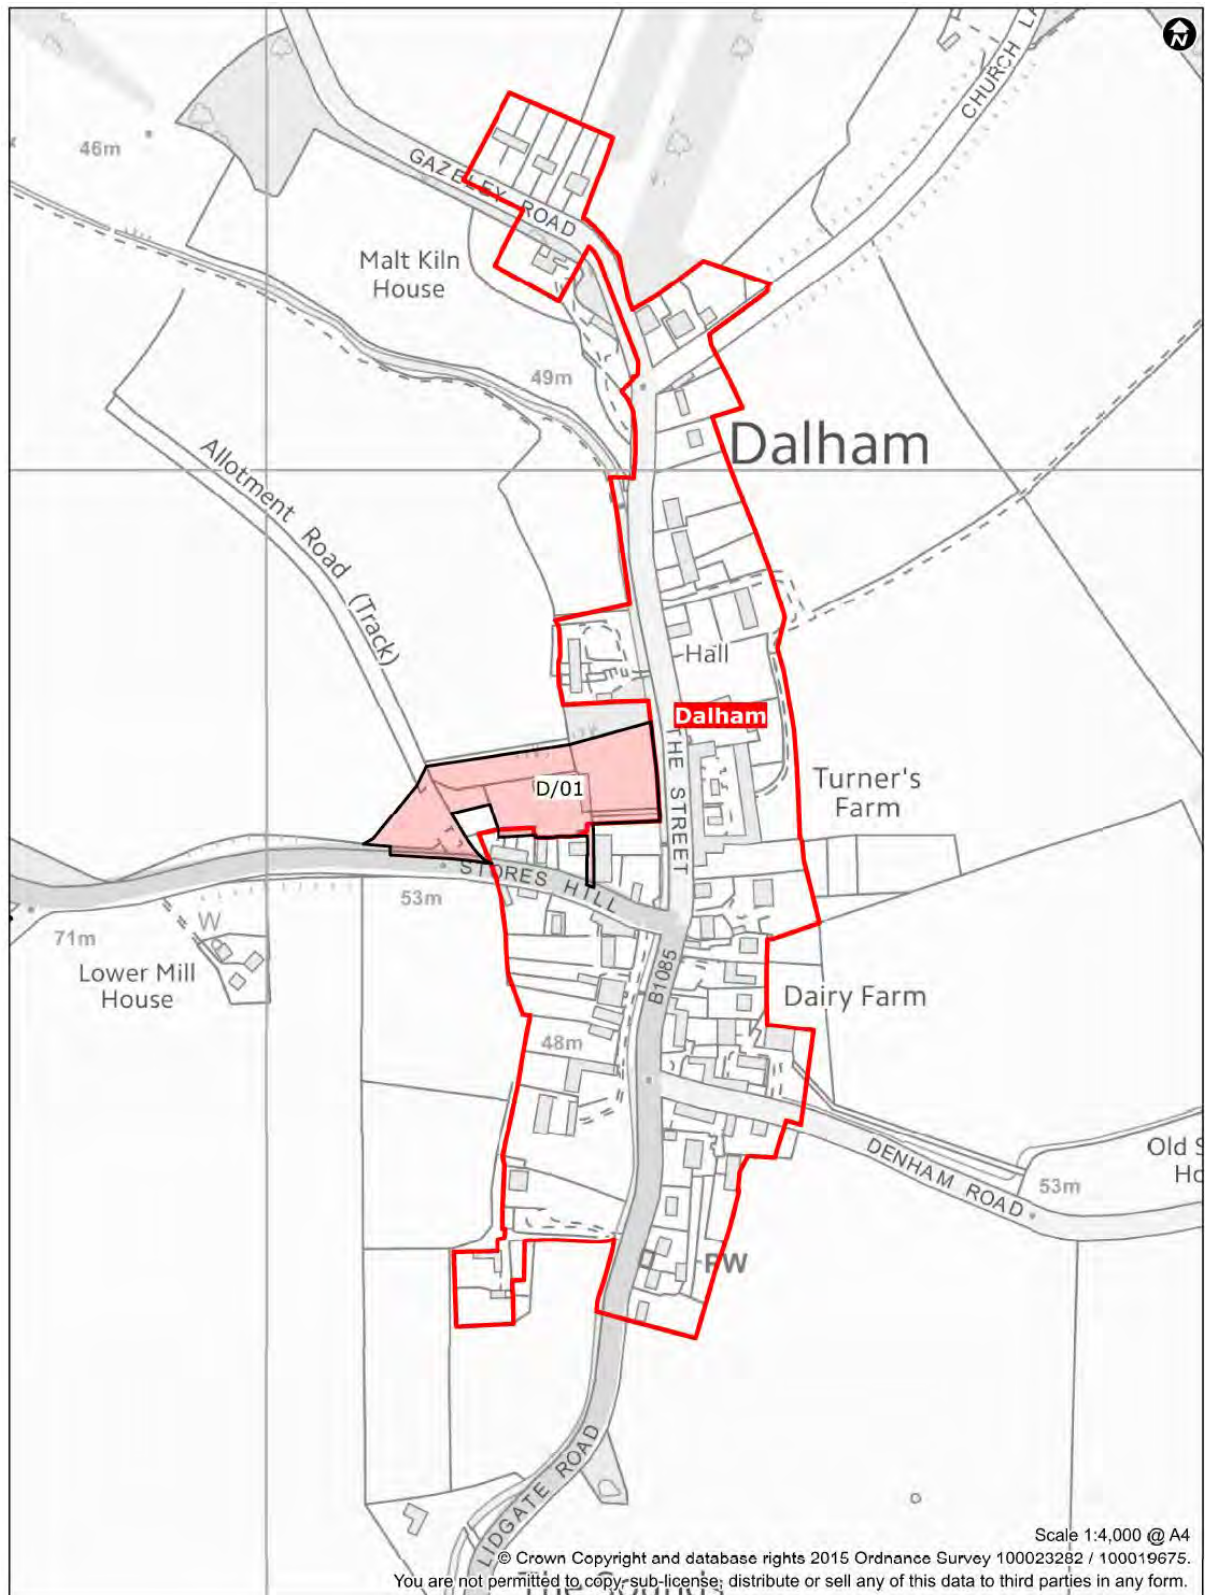 N
CHURCH LA
46m
GAZELEY ROAD
Malt Kiln
House
49m
Dalham
Allotment Road (Track)
Hall
Dalham
THE STREET
D/01
Turner's
Farm
STORES HILL
53m
W
71m
Lower Mill
House
B1085
Dairy Farm
48m
DENHAM ROAD
Old S
Ho
53m
PW
LIDGATE ROAD
Scale 1:4,000 @ A4
© Crown Copyright and database rights 2015 Ordnance Survey 100023282 / 100019675.
You are not permitted to copy, sub-license, distribute or sell any of this data to third parties in any form.